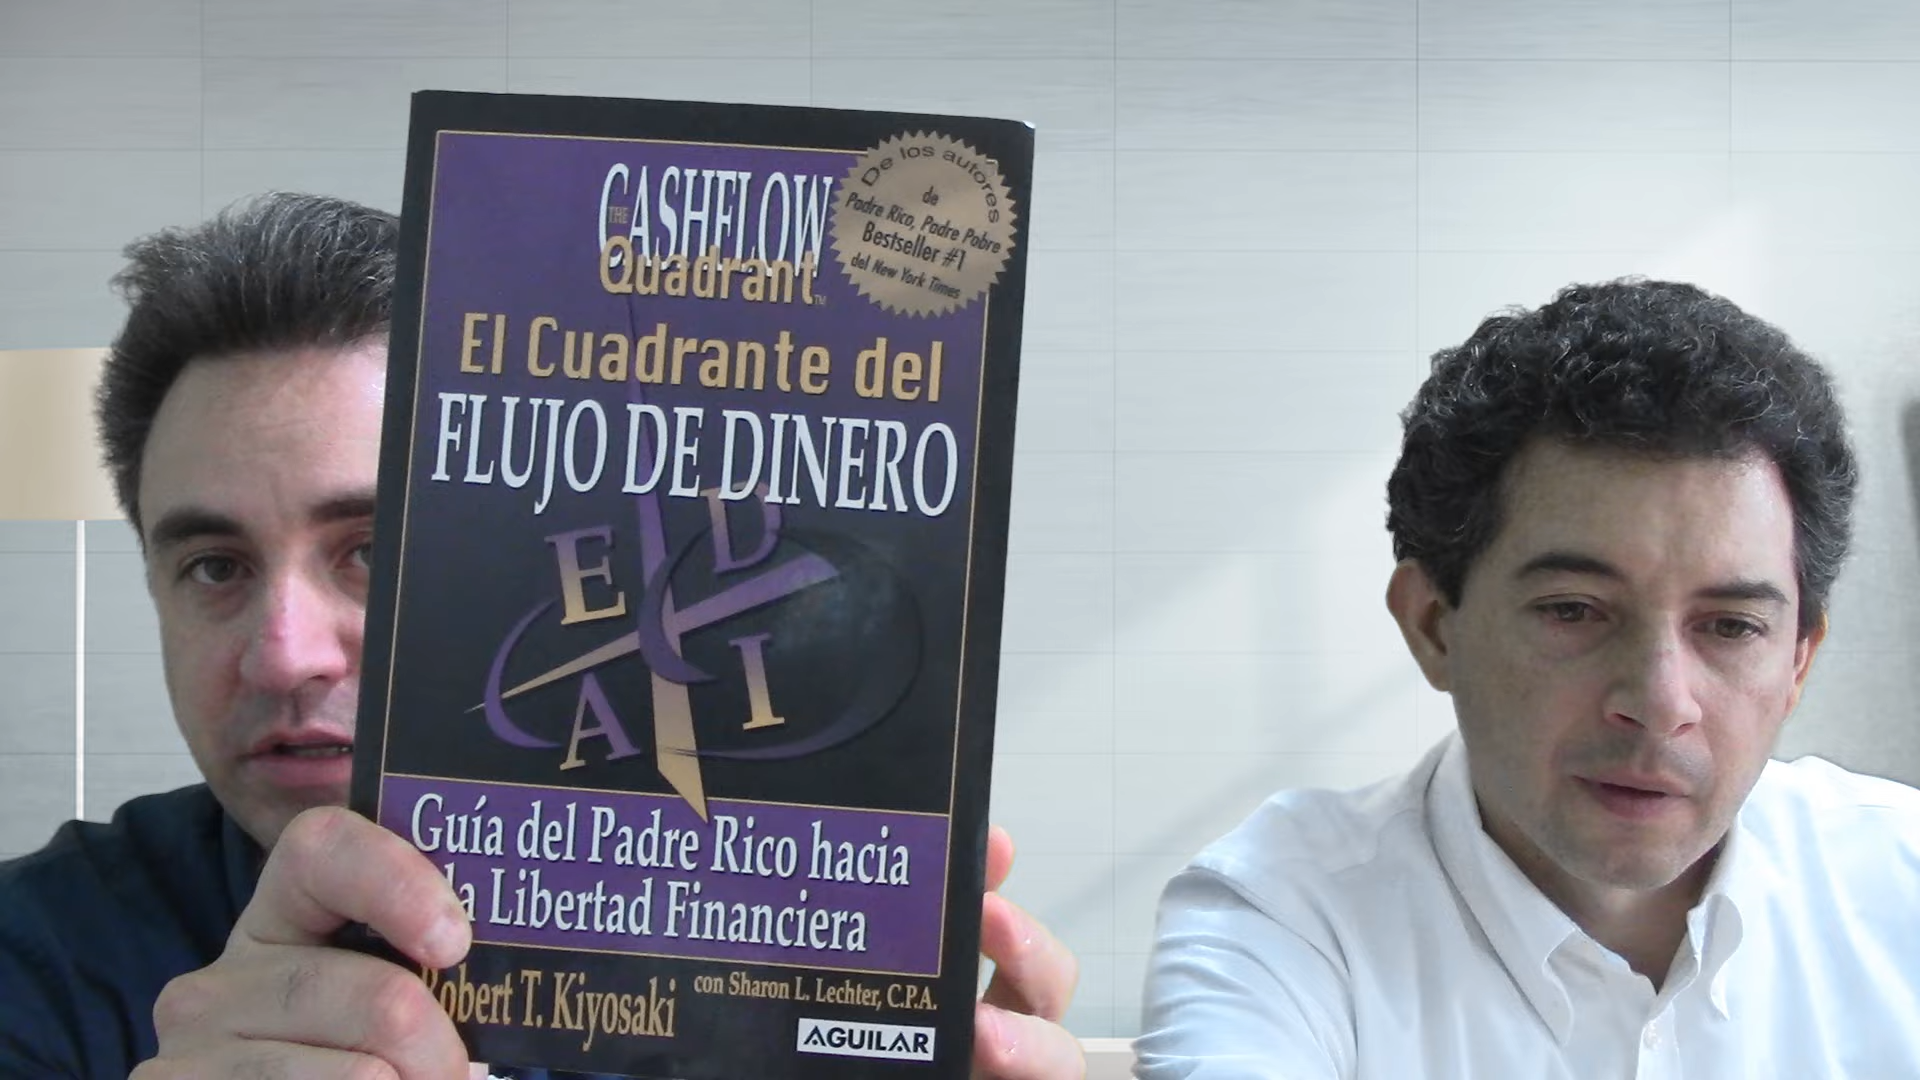 THE CASHFLOW
Quadrant™
De los autores
de
Padre Rico, Padre Pobre
Bestseller #1
del New York Times
El Cuadrante del
FLUJO DE DINERO
E D
A I
Guía del Padre Rico hacia
la Libertad Financiera
Robert T. Kiyosaki
con Sharon L. Lechter, C.P.A.
AGUILAR